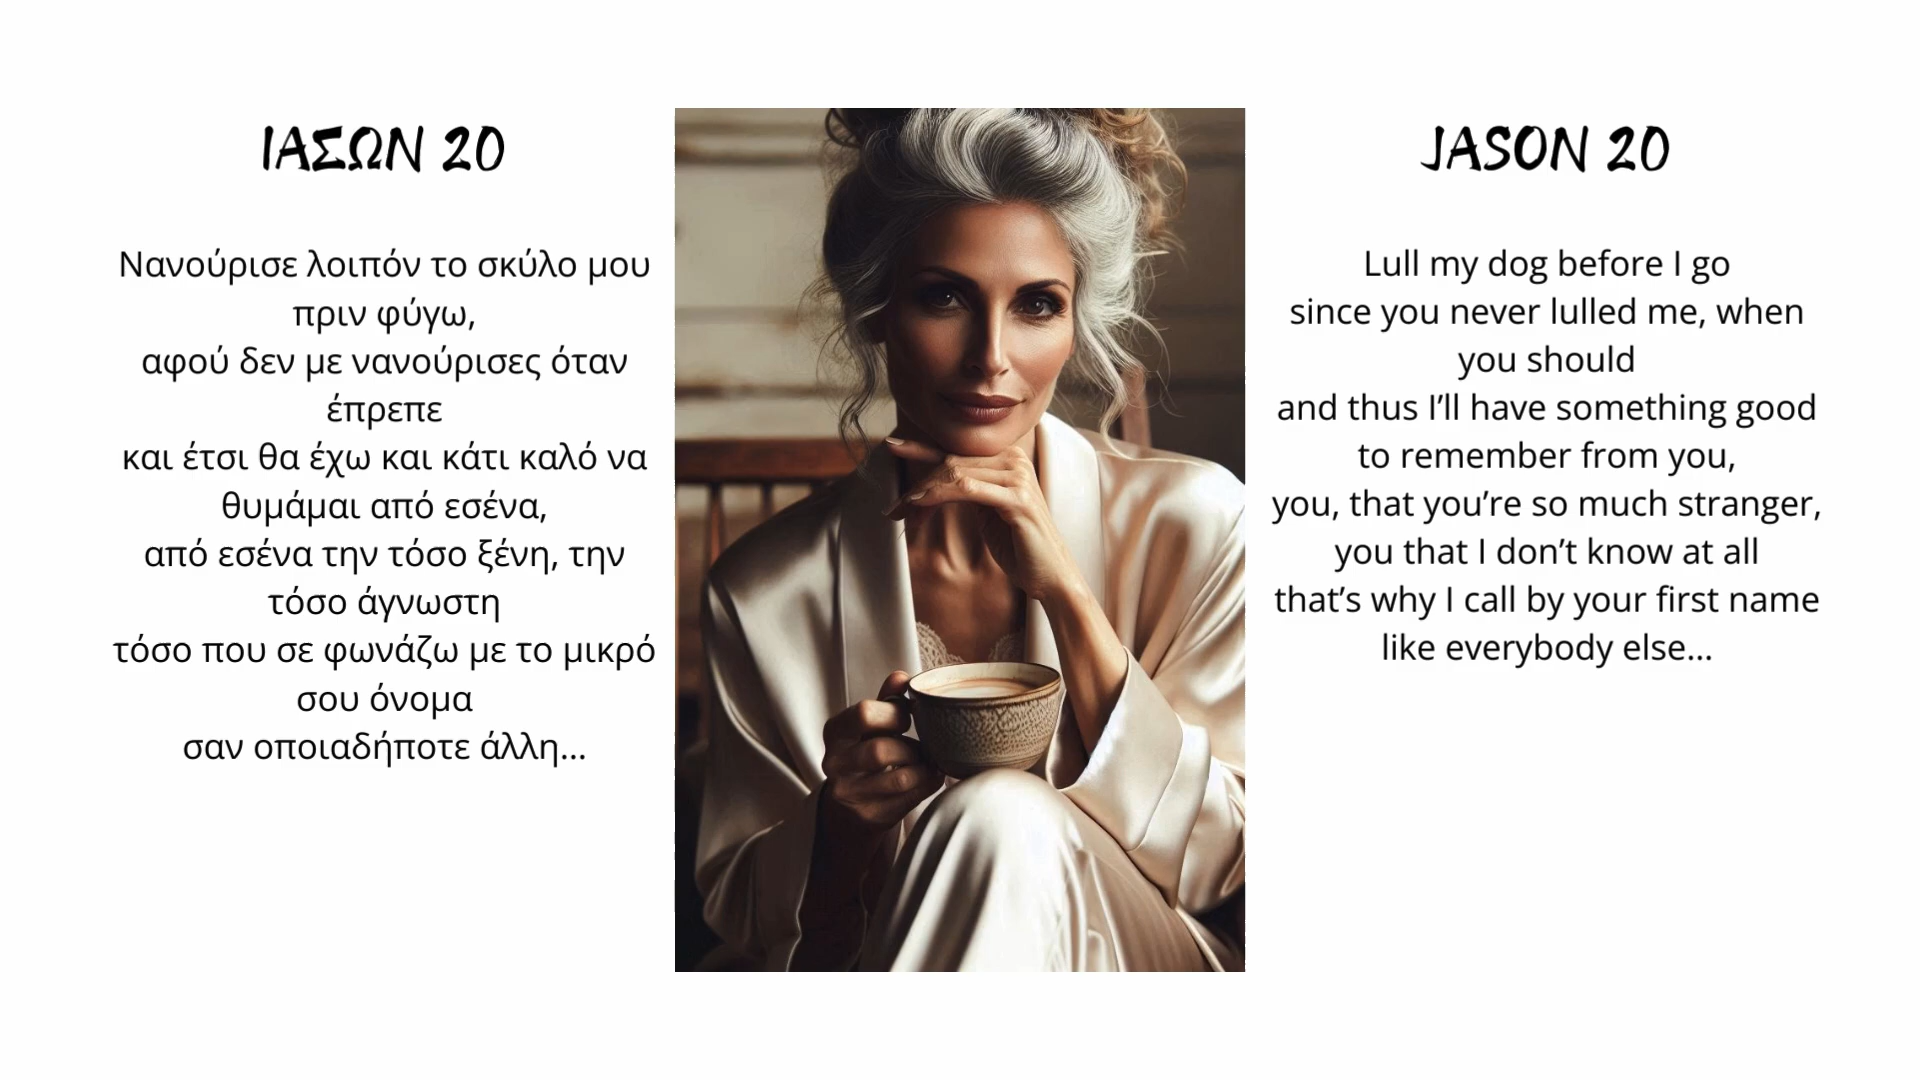 ΙΑΣΩΝ 20
Νανούρισε λοιπόν το σκύλο μου
πριν φύγω,
αφού δεν με νανούρισες όταν
έπρεπε
και έτσι θα έχω και κάτι καλό να
θυμάμαι από εσένα,
από εσένα την τόσο ξένη, την
τόσο άγνωστη
τόσο που σε φωνάζω με το μικρό
σου όνομα
σαν οποιαδήποτε άλλη...
JASON 20
Lull my dog before I go
since you never lulled me, when
you should
and thus I’ll have something good
to remember from you,
you, that you’re so much stranger,
you that I don’t know at all
that’s why I call by your first name
like everybody else...